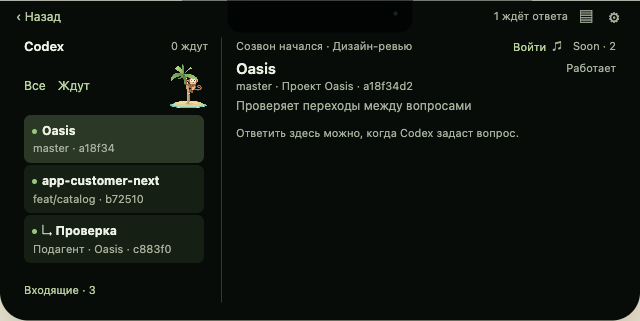 ‹ Назад
1 ждёт ответа
Codex
0 ждут
Все Ждут
Oasis
master · a18f34
app-customer-next
feat/catalog · b72510
Проверка
Подагент · Oasis · c883f0
Входящие · 3
Созвон начался · Дизайн-ревью
Войти
Soon · 2
Oasis
Работает
master · Проект Oasis · a18f34d2
Проверяет переходы между вопросами
Ответить здесь можно, когда Codex задаст вопрос.